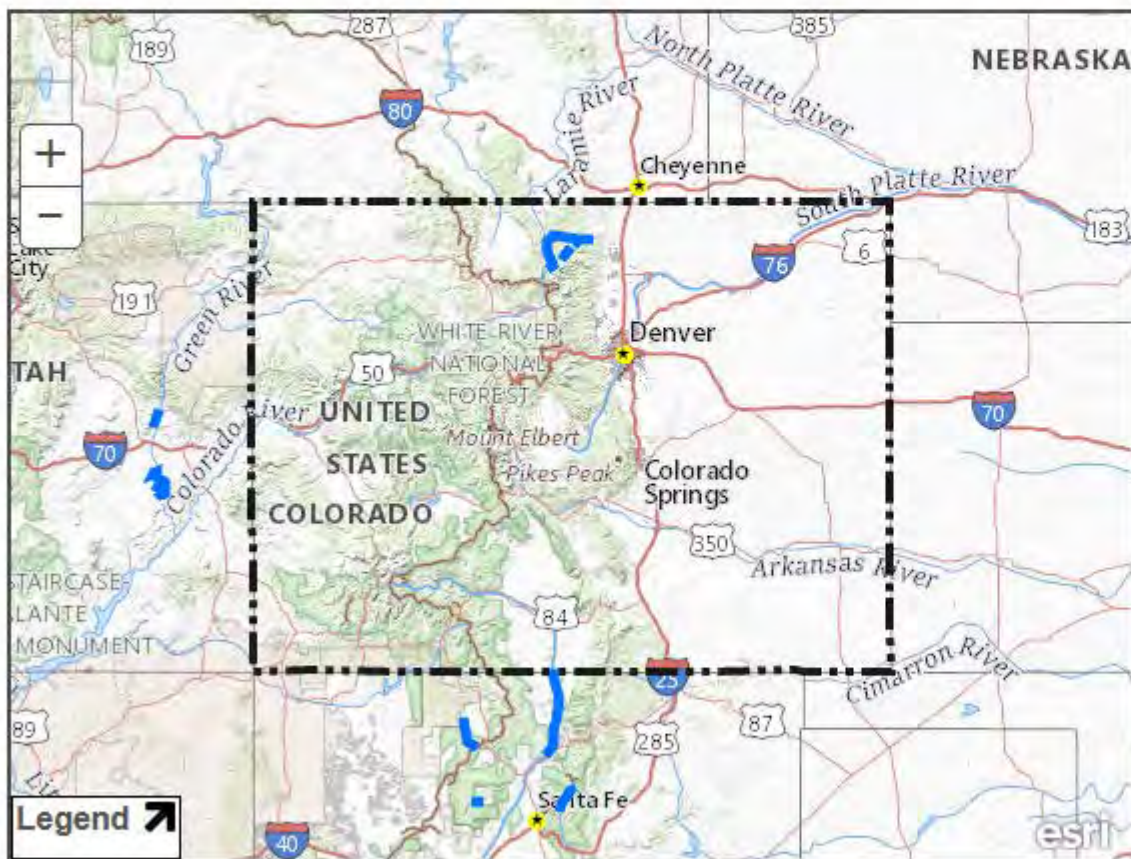 287
385
189
North Platte River
NEBRASKA
80
Laramie River
+
Cheyenne
−
South Platte River
183
City
6
76
191
Green River
WHITE RIVER
NATIONAL
FOREST
Denver
TAH
50
UNITED
Colorado River
70
70
Mount Elbert
STATES
Pikes Peak
Colorado
Springs
COLORADO
350
Arkansas River
STAIRCASE-
LANTE
MONUMENT
84
Cimarron River
25
89
87
285
Santa Fe
Legend
40
esri